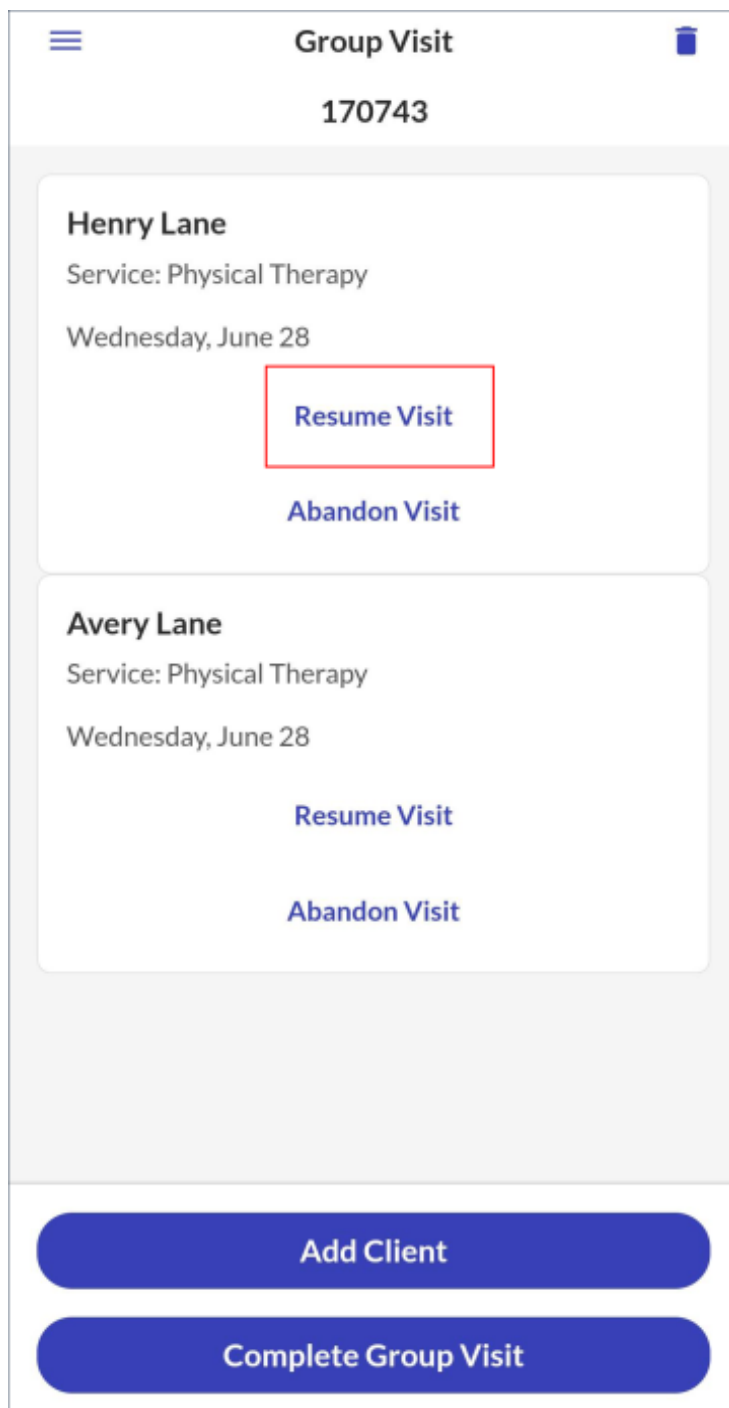 Group Visit
170743
Henry Lane
Service: Physical Therapy
Wednesday, June 28
Resume Visit
Abandon Visit
Avery Lane
Service: Physical Therapy
Wednesday, June 28
Resume Visit
Abandon Visit
Add Client
Complete Group Visit